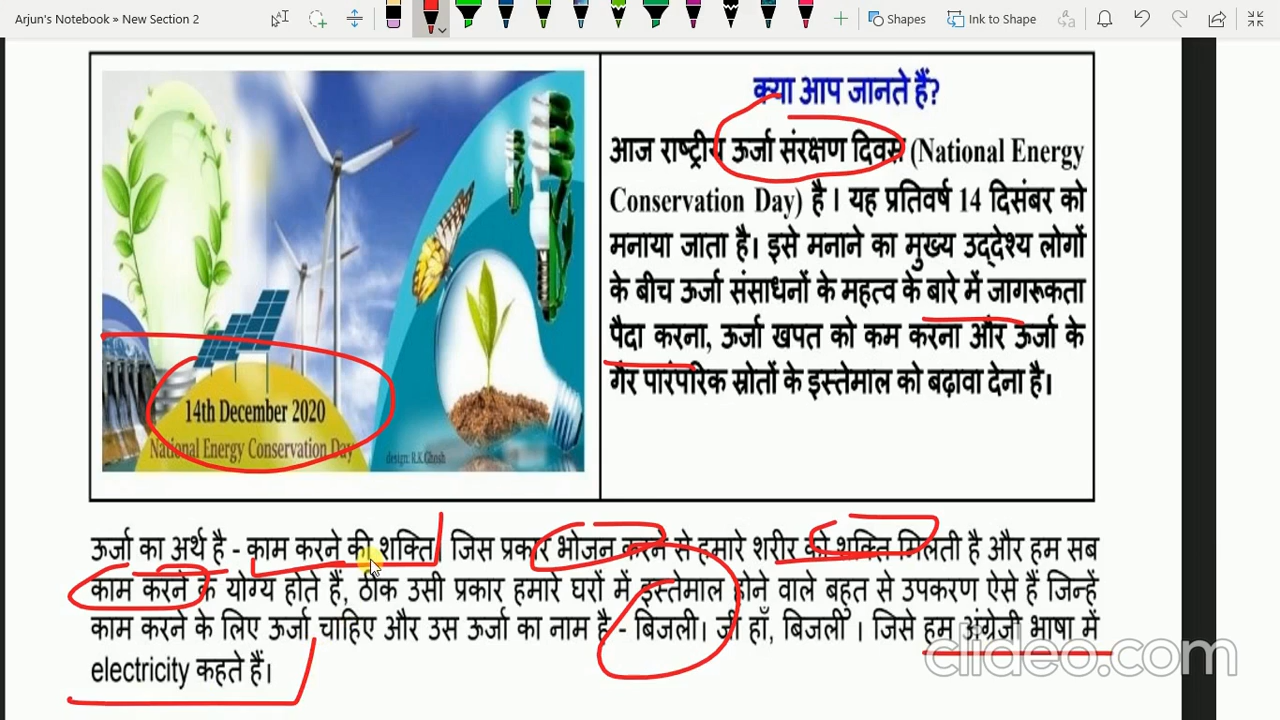 Arjun's Notebook » New Section 2
Shapes
Ink to Shape
क्या आप जानते हैं?
आज राष्ट्रीय ऊर्जा संरक्षण दिवस (National Energy
Conservation Day) है। यह प्रतिवर्ष 14 दिसंबर को
मनाया जाता है। इसे मनाने का मुख्य उद्देश्य लोगों
के बीच ऊर्जा संसाधनों के महत्व के बारे में जागरूकता
पैदा करना, ऊर्जा खपत को कम करना और ऊर्जा के
गैर पारंपरिक स्रोतों के इस्तेमाल को बढ़ावा देना है।
14th December 2020
National Energy Conservation Day
design: R.K.Ghosh
ऊर्जा का अर्थ है - काम करने की शक्ति। जिस प्रकार भोजन करने से हमारे शरीर को शक्ति मिलती है और हम सब
काम करने के योग्य होते हैं, ठीक उसी प्रकार हमारे घरों में इस्तेमाल होने वाले बहुत से उपकरण ऐसे हैं जिन्हें
काम करने के लिए ऊर्जा चाहिए और उस ऊर्जा का नाम है - बिजली। जी हाँ, बिजली । जिसे हम अंग्रेजी भाषा में
electricity कहते हैं।
clideo.com